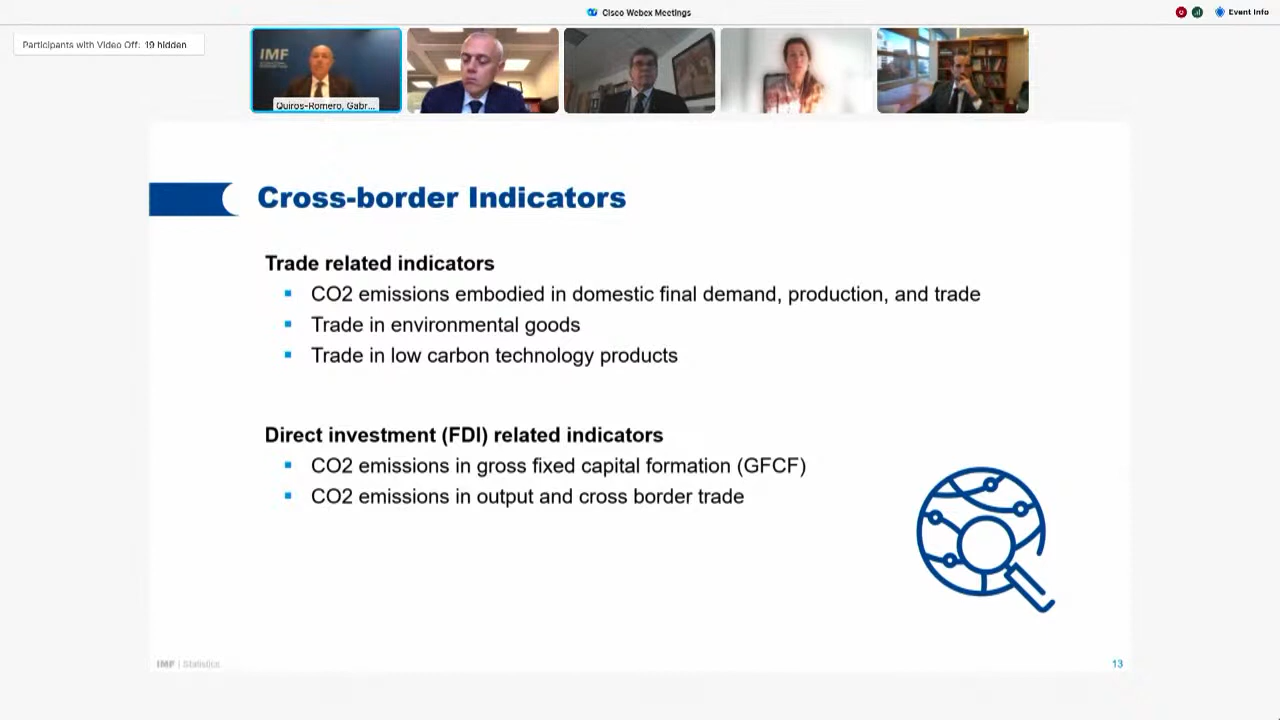 Cisco Webex Meetings
Event Info
Participants with Video Off: 19 hidden
IMF
Quiros-Romero, Gabr...
Cross-border Indicators
Trade related indicators
CO2 emissions embodied in domestic final demand, production, and trade
Trade in environmental goods
Trade in low carbon technology products
Direct investment (FDI) related indicators
CO2 emissions in gross fixed capital formation (GFCF)
CO2 emissions in output and cross border trade
IMF | Statistics
13